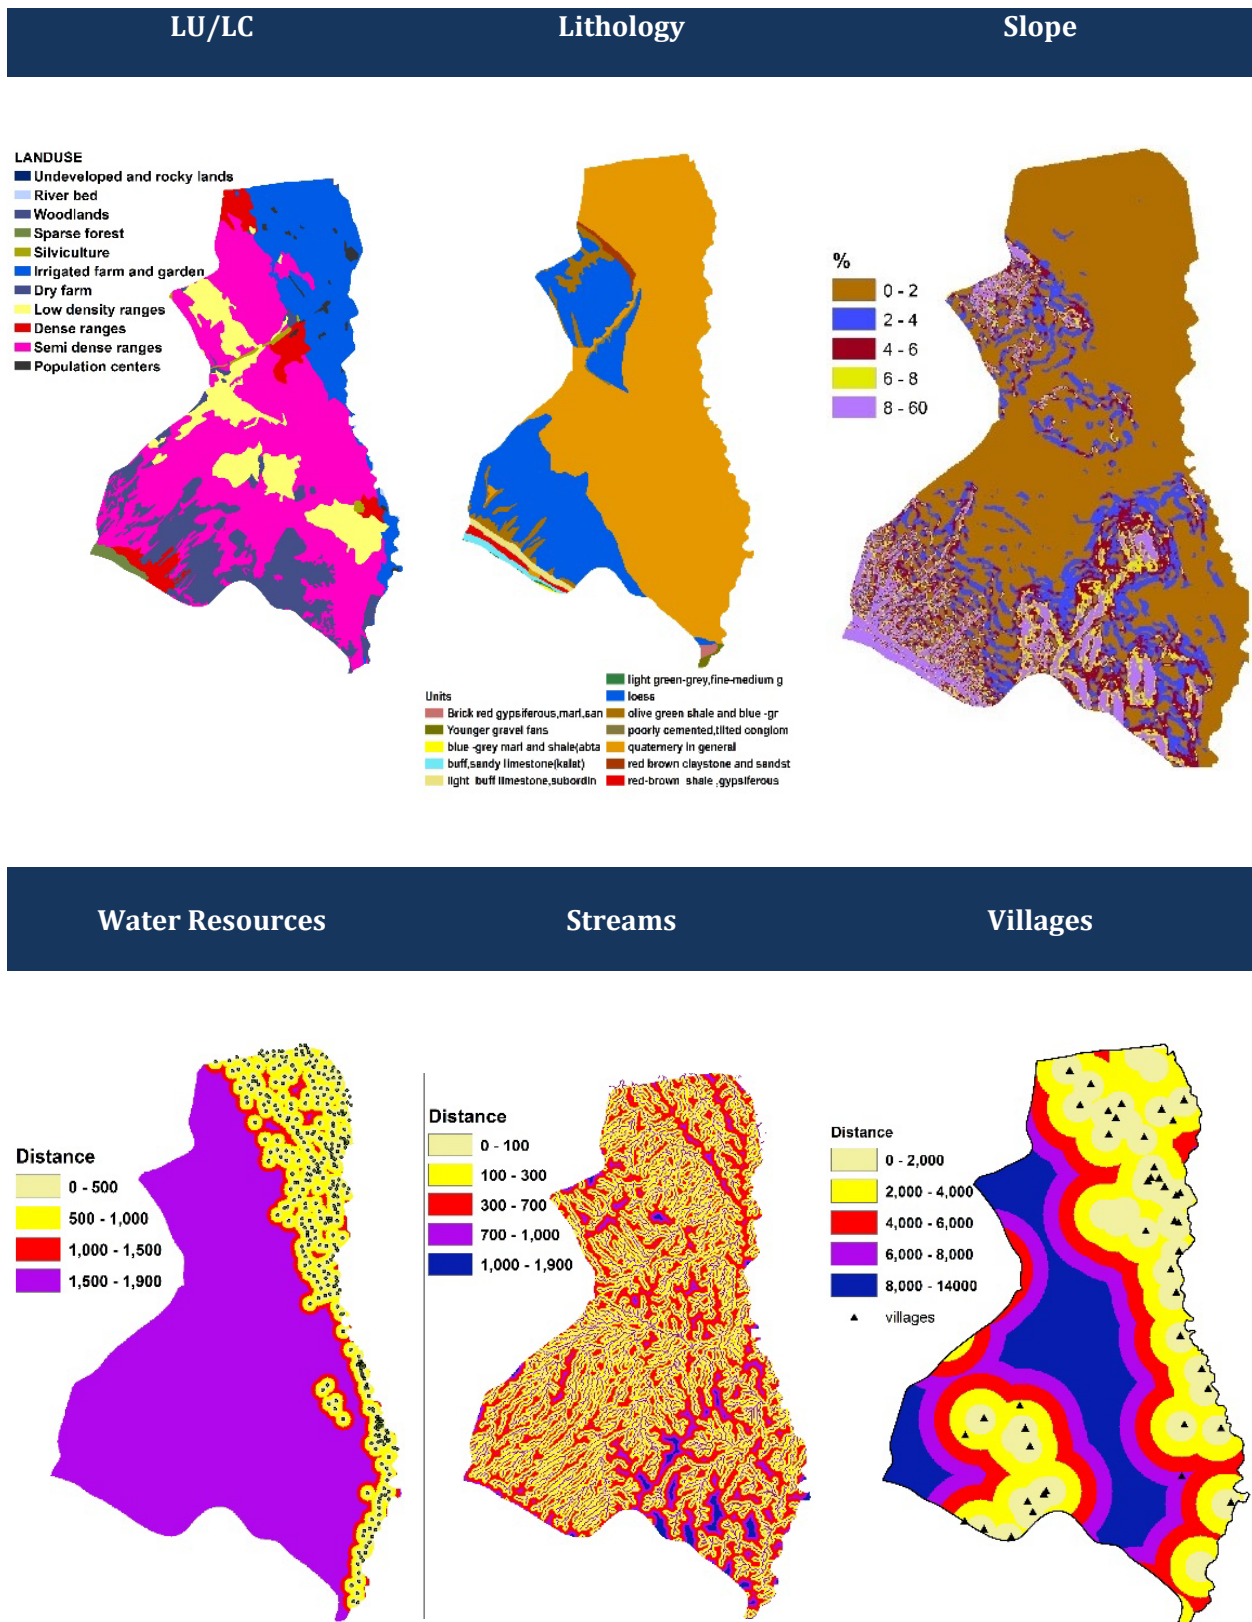 LU/LC
Lithology
Slope
LANDUSE
Undeveloped and rocky lands
River bed
Woodlands
Sparse forest
Silviculture
Irrigated farm and garden
Dry farm
Low density ranges
Dense ranges
Semi dense ranges
Population centers
Units
Brick red gypsiferous,marl,san
Younger gravel fans
blue -grey marl and shale(abta
buff,sandy limestone(kalat)
light buff limestone,subordin
light green-grey,fine-medium g
loess
olive green shale and blue -gr
poorly cemented,tilted conglom
quaternery in general
red brown claystone and sandst
red-brown shale ,gypsiferous
%
0 - 2
2 - 4
4 - 6
6 - 8
8 - 60
Water Resources
Streams
Villages
Distance
0 - 500
500 - 1,000
1,000 - 1,500
1,500 - 1,900
Distance
0 - 100
100 - 300
300 - 700
700 - 1,000
1,000 - 1,900
Distance
0 - 2,000
2,000 - 4,000
4,000 - 6,000
6,000 - 8,000
8,000 - 14000
villages